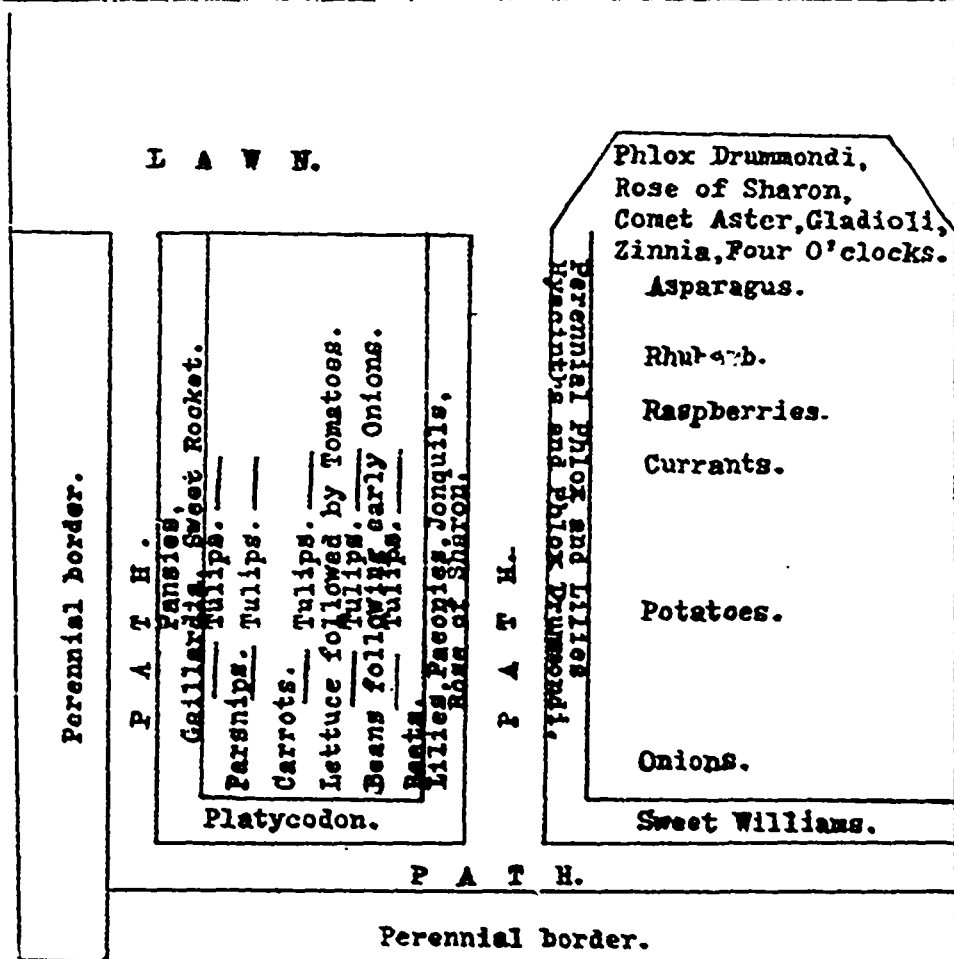 L A W N.
Phlox Drummondi,
Rose of Sharon,
Comet Aster, Gladioli,
Zinnia, Four O'clocks.
Perennial border.
P A T H.
Pansies,
Gaillardia, Sweet Rocket.
Tulips.
Parsnips.
Tulips.
Carrots.
Tulips.
Lettuce followed by Tomatoes.
Tulips.
Beans following early Onions.
Tulips.
Beats.
Lilies, Paeonies, Jonquils,
Rose of Sharon.
Platycodon.
P A T H.
Perennial Phlox and Lilies
Hyacinths and Phlox Drummondi,
Asparagus.
Raspberries.
Currants.
Potatoes.
Onions.
Sweet Williams.
P A T H.
Perennial border.